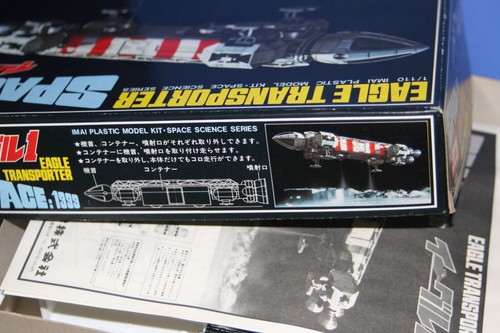 1/110 IMAI PLASTIC MODEL KIT・SPACE SCIENCE SERIES
EAGLE TRANSPORTER
SPA
IMAI PLASTIC MODEL KIT・SPACE SCIENCE SERIES
★機首、コンテナー、噴射口がそれぞれ取り外しできます。
★機首に、噴射口を取り付け走らせます。
★コンテナーを取り外し、本体だけでもコロ走行ができます。
機首 コンテナー 噴射口
ル1
EAGLE
TRANSPORTER
ACE:1999
株式会社
イーグル
EAGLE TRANSPO